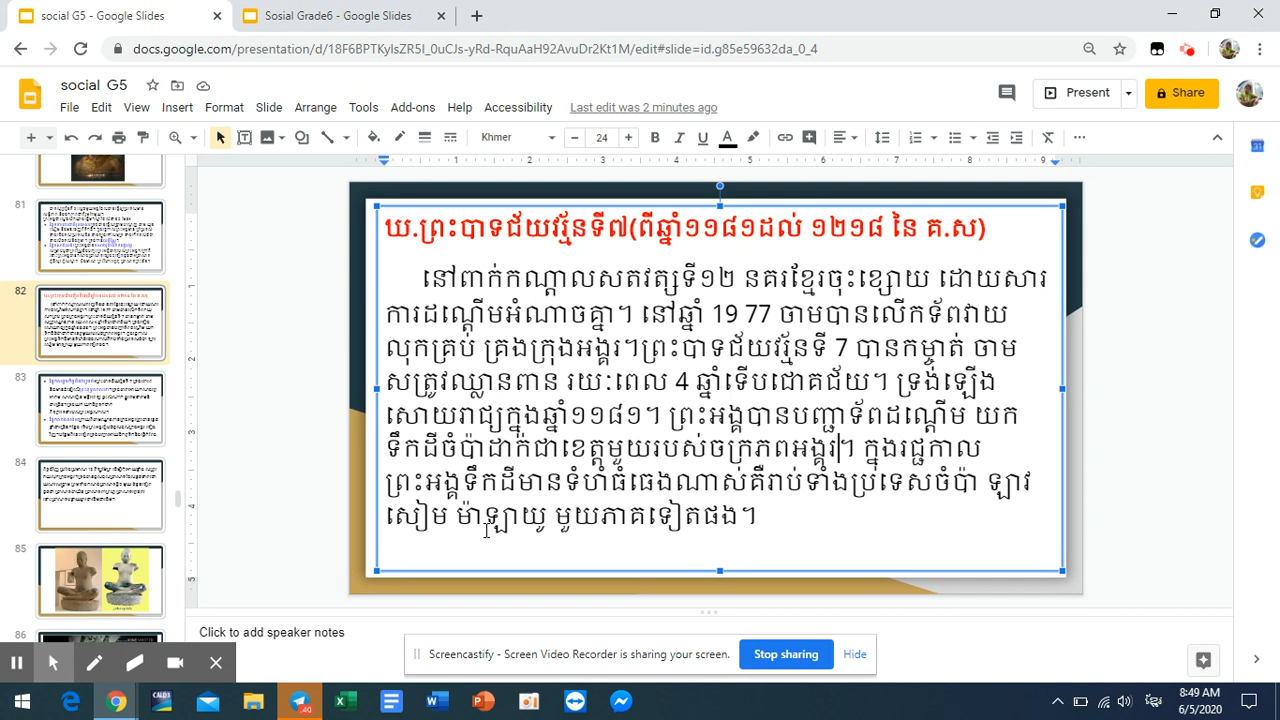 social G5 - Google Slides
Sosial Grade6 - Google Slides
docs.google.com/presentation/d/18F6BPTKylsZR5I_0uCJs-yRd-RquAaH92AvuDr2Kt1M/edit#slide=id.g85e59632da_0_4
social G5
File Edit View Insert Format Slide Arrange Tools Add-ons Help Accessibility Last edit was 2 minutes ago
Present
Share
Khmer
24
81
82
83
84
85
86
ឃ.ព្រះបាទជ័យវរ្ម័នទី៧(ពីឆ្នាំ១១៨១ដល់ ១២១៨ នៃ គ.ស)
នៅពាក់កណ្ដាលសតវត្សទី១២ នគរខ្មែរចុះខ្សោយ ដោយសារ
ការដណ្ដើមអំណាចគ្នា។ នៅឆ្នាំ 19 77 ចាមបានលើកទ័ពវាយ
លុកគ្រប់ គ្រងក្រុងអង្គរ។ព្រះបាទជ័យវរ្ម័នទី 7 បានកម្ចាត់ ចាម
សត្រូវឈ្លានពាន រយៈពេល 4 ឆ្នាំទើបជោគជ័យ។ ទ្រង់ឡើង
សោយរាជ្យក្នុងឆ្នាំ១១៨១។ ព្រះអង្គបានបញ្ជាទ័ពដណ្ដើម យក
ទឹកដីចំប៉ាដាក់ជាខេត្តមួយរបស់ចក្រភពអង្គរ។ ក្នុងរជ្ជកាល
ព្រះអង្គទឹកដីមានទំហំធំធេងណាស់គឺរាប់ទាំងប្រទេសចំប៉ា ឡាវ
សៀម ម៉ាឡាយូ មួយភាគទៀតផង។
Click to add speaker notes
Screencastify - Screen Video Recorder is sharing your screen.
Stop sharing
Hide
8:49 AM
6/5/2020